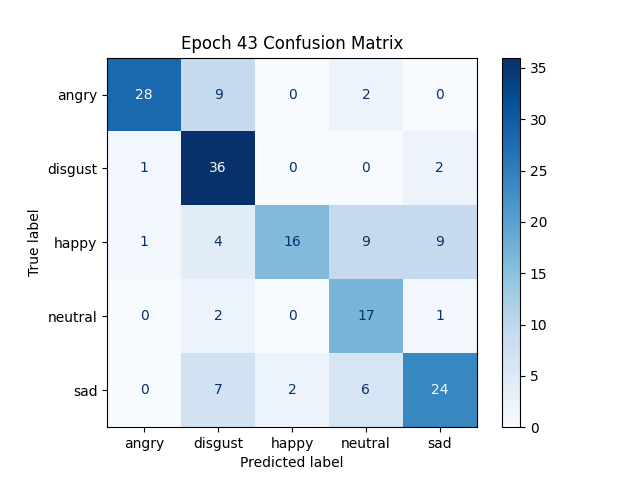 Epoch 43 Confusion Matrix
True label
angry 28 9 0 2 0
disgust 1 36 0 0 2
happy 1 4 16 9 9
neutral 0 2 0 17 1
sad 0 7 2 6 24
angry disgust happy neutral sad
Predicted label
35
30
25
20
15
10
5
0